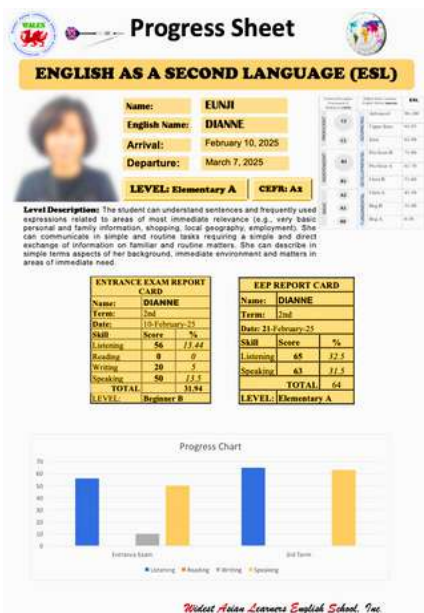 WALES
Progress Sheet
ENGLISH AS A SECOND LANGUAGE (ESL)
Name: EUNJI
English Name: DIANNE
Arrival: February 10, 2025
Departure: March 7, 2025
LEVEL: Elementary A CEFR: A2
ESL
Level Description: The student can understand sentences and frequently used
expressions related to areas of most immediate relevance (e.g., very basic
personal and family information, shopping, local geography, employment). She
can communicate in simple and routine tasks requiring a simple and direct
exchange of information on familiar and routine matters. She can describe in
simple terms aspects of her background, immediate environment and matters in
areas of immediate need.
ENTRANCE EXAM REPORT
CARD
Name: DIANNE
Term: 2nd
Date: 10-February-25
Skill Score %
Listening 56 15.44
Reading 0 0
Writing 20 5
Speaking 50 13.5
TOTAL 31.94
LEVEL: Beginner B
EEP REPORT CARD
Name: DIANNE
Term: 2nd
Date: 21-February-25
Skill Score %
Listening 65 32.5
Speaking 63 31.5
TOTAL 64
LEVEL: Elementary A
Progress Chart
70
60
50
40
30
20
10
0
Entrance Exam
Listening Reading Writing Speaking
Widest Asian Learners English School, Inc.